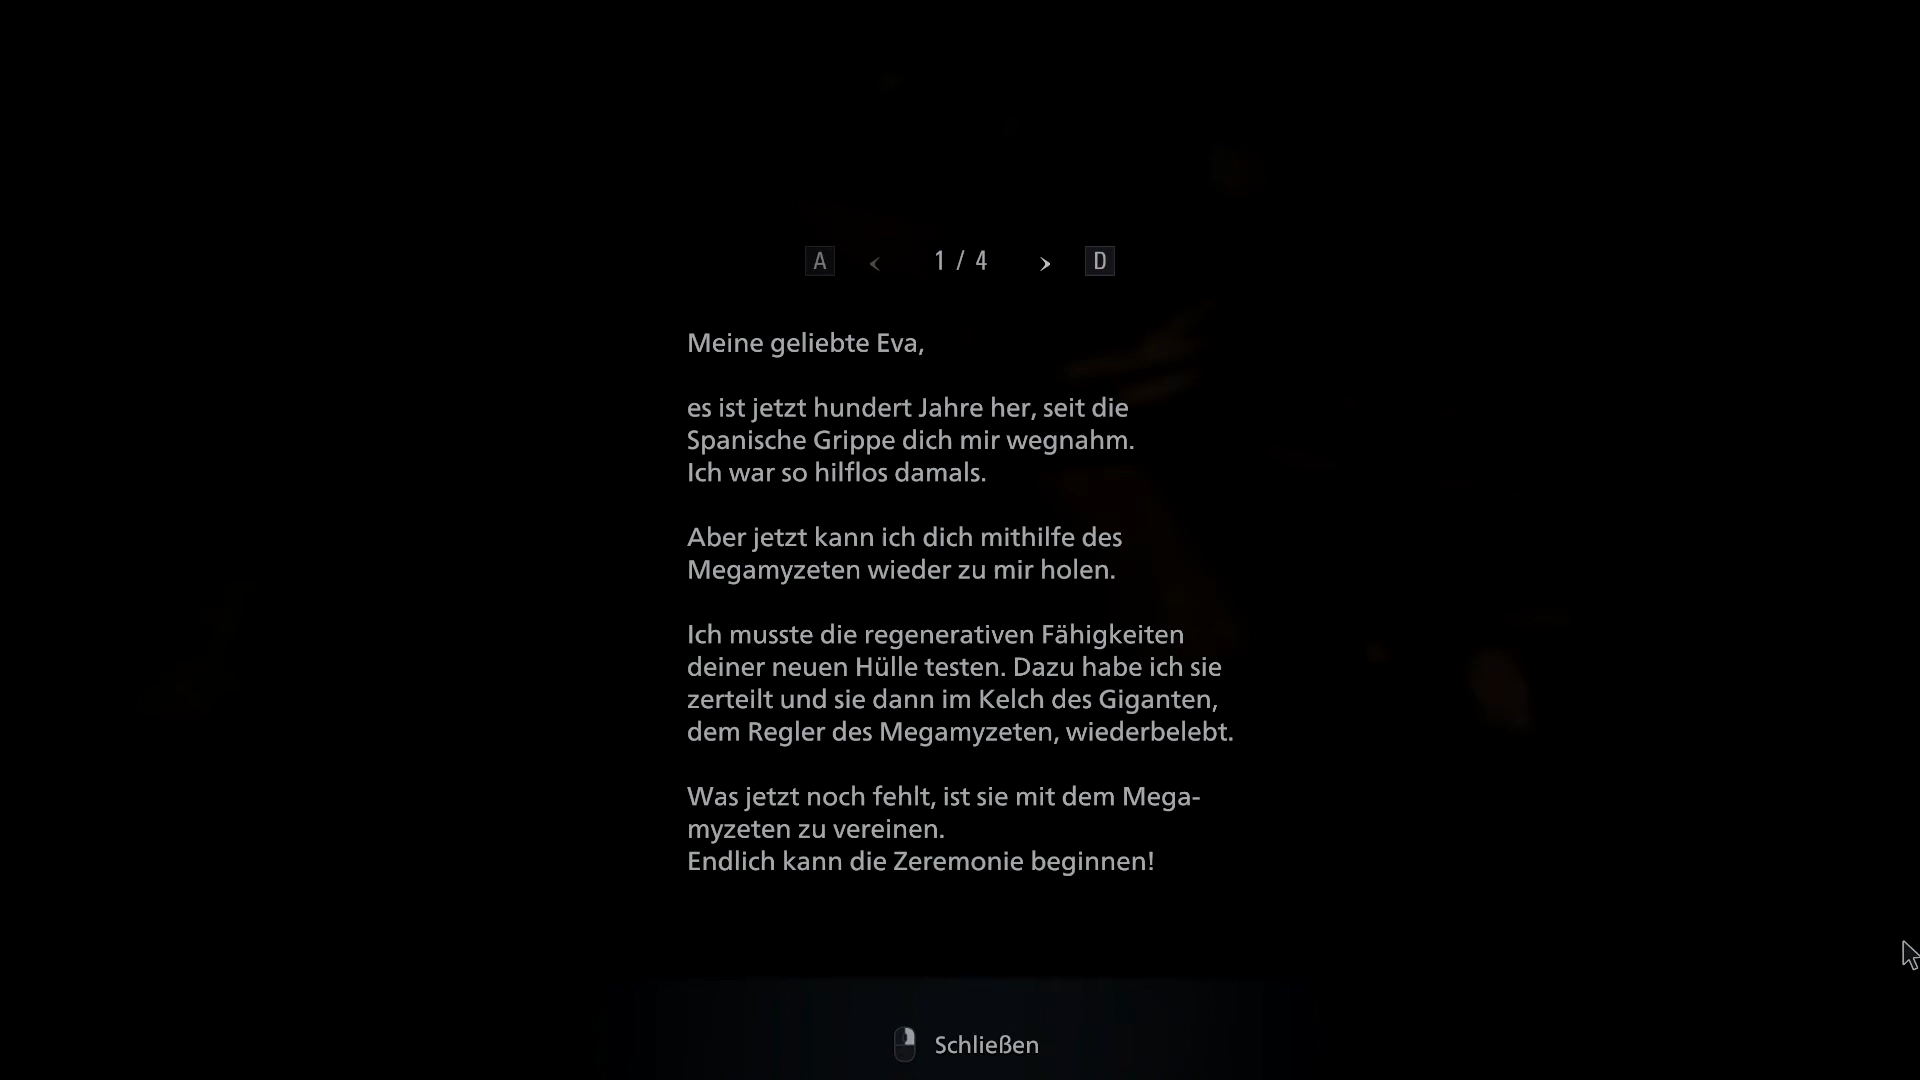 A < 1 / 4 > D
Meine geliebte Eva,
es ist jetzt hundert Jahre her, seit die
Spanische Grippe dich mir wegnahm.
Ich war so hilflos damals.
Aber jetzt kann ich dich mithilfe des
Megamyzeten wieder zu mir holen.
Ich musste die regenerativen Fähigkeiten
deiner neuen Hülle testen. Dazu habe ich sie
zerteilt und sie dann im Kelch des Giganten,
dem Regler des Megamyzeten, wiederbelebt.
Was jetzt noch fehlt, ist sie mit dem Mega-
myzeten zu vereinen.
Endlich kann die Zeremonie beginnen!
Schließen